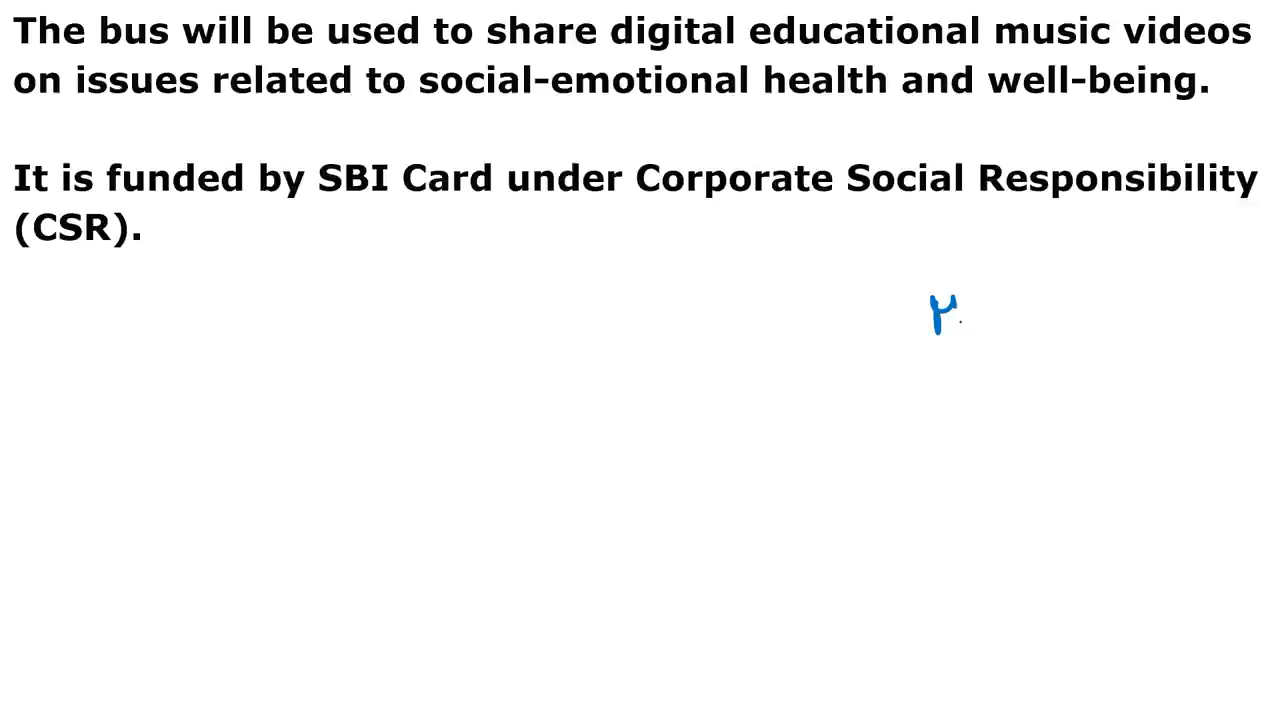 The bus will be used to share digital educational music videos
on issues related to social-emotional health and well-being.
It is funded by SBI Card under Corporate Social Responsibility
(CSR).